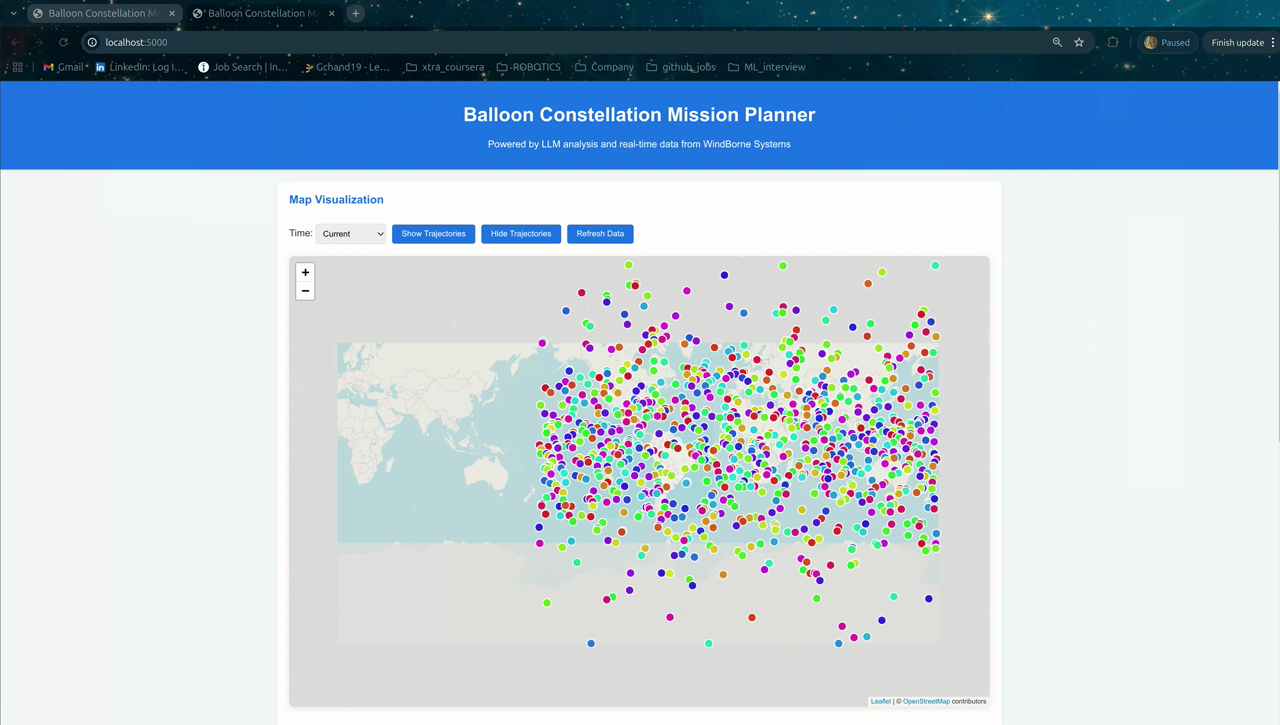 Balloon Constellation Mi
Balloon Constellation M
localhost:5000
Paused
Finish update
Gmail
LinkedIn: Log I...
Job Search | In...
Gchand19 - Le...
xtra_coursera
ROBOTICS
Company
github_jobs
ML_interview
Balloon Constellation Mission Planner
Powered by LLM analysis and real-time data from WindBorne Systems
Map Visualization
Time: Current Show Trajectories Hide Trajectories Refresh Data
+
−
Leaflet | © OpenStreetMap contributors